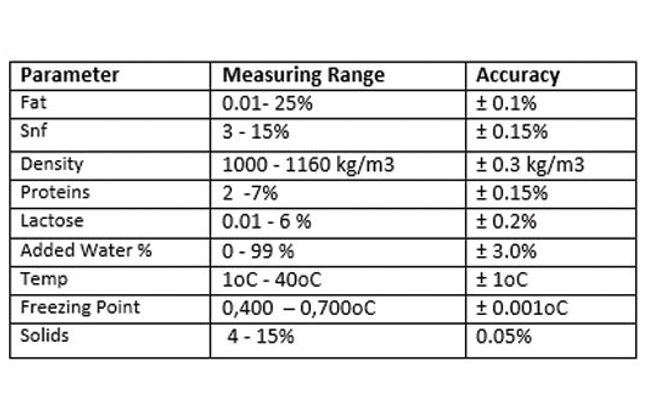 Parameter Measuring Range Accuracy
Fat 0.01- 25% ± 0.1%
Snf 3 - 15% ± 0.15%
Density 1000 - 1160 kg/m3 ± 0.3 kg/m3
Proteins 2 -7% ± 0.15%
Lactose 0.01 - 6 % ± 0.2%
Added Water % 0 - 99 % ± 3.0%
Temp 1oC - 40oC ± 1oC
Freezing Point 0,400 – 0,700oC ± 0.001oC
Solids 4 - 15% 0.05%